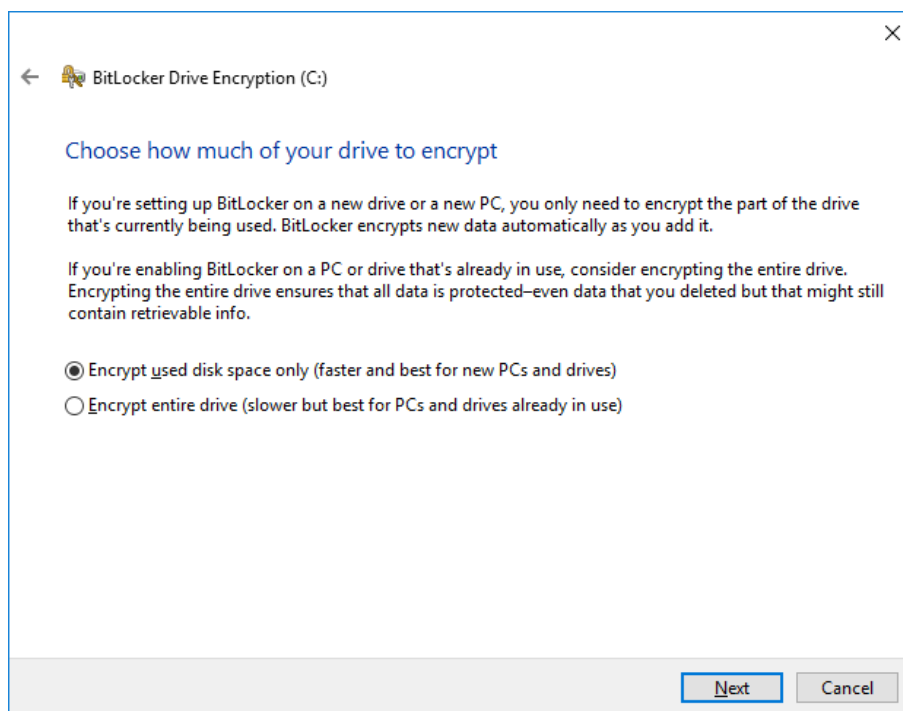 BitLocker Drive Encryption (C:)
Choose how much of your drive to encrypt
If you're setting up BitLocker on a new drive or a new PC, you only need to encrypt the part of the drive
that's currently being used. BitLocker encrypts new data automatically as you add it.
If you're enabling BitLocker on a PC or drive that's already in use, consider encrypting the entire drive.
Encrypting the entire drive ensures that all data is protected–even data that you deleted but that might still
contain retrievable info.
Encrypt used disk space only (faster and best for new PCs and drives)
Encrypt entire drive (slower but best for PCs and drives already in use)
Next Cancel